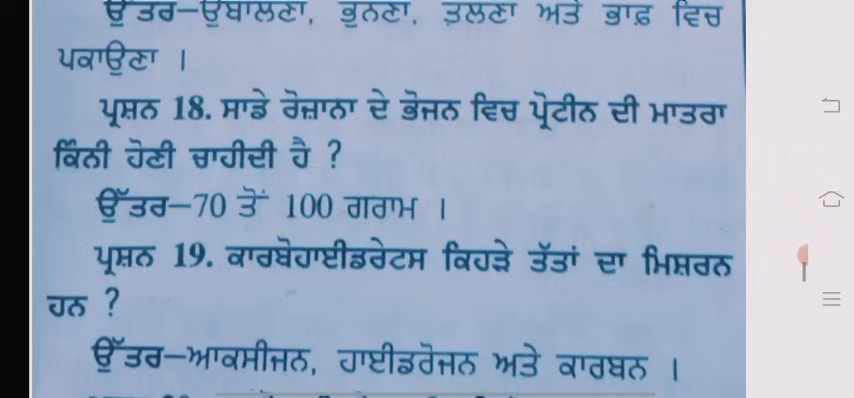 ਉੱਤਰ—ਉਬਾਲਣਾ, ਭੁਨਣਾ, ਤਲਣਾ ਅਤੇ ਭਾਫ਼ ਵਿਚ
ਪਕਾਉਣਾ ।
ਪ੍ਰਸ਼ਨ 18. ਸਾਡੇ ਰੋਜ਼ਾਨਾ ਦੇ ਭੋਜਨ ਵਿਚ ਪ੍ਰੋਟੀਨ ਦੀ ਮਾਤਰਾ
ਕਿੰਨੀ ਹੋਣੀ ਚਾਹੀਦੀ ਹੈ ?
ਉੱਤਰ—70 ਤੋਂ 100 ਗਰਾਮ ।
ਪ੍ਰਸ਼ਨ 19. ਕਾਰਬੋਹਾਈਡਰੇਟਸ ਕਿਹੜੇ ਤੱਤਾਂ ਦਾ ਮਿਸ਼ਰਨ
ਹਨ ?
ਉੱਤਰ—ਆਕਸੀਜਨ, ਹਾਈਡਰੋਜਨ ਅਤੇ ਕਾਰਬਨ ।